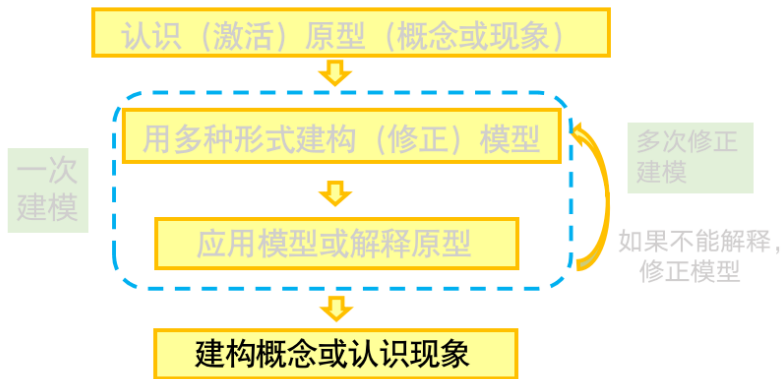 认识（激活）原型（概念或现象）
用多种形式建构（修正）模型
一次
建模
多次修正
建模
应用模型或解释原型
如果不能解释，
修正模型
建构概念或认识现象